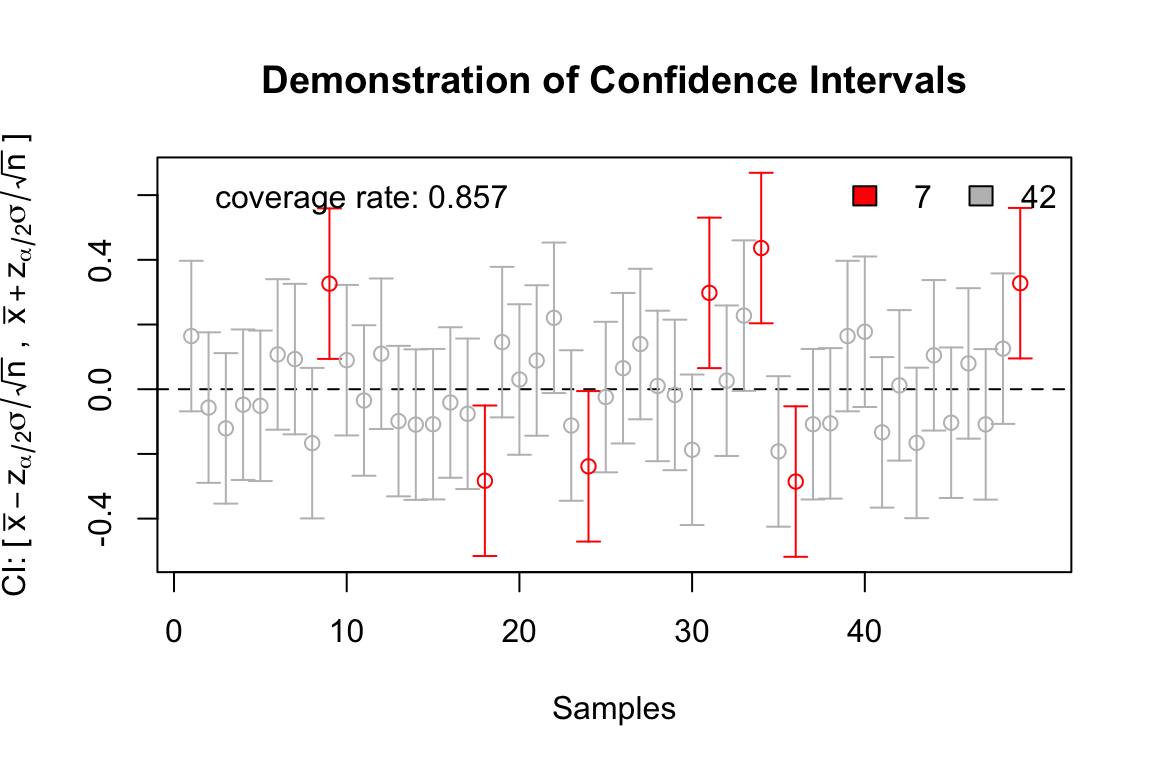 Demonstration of Confidence Intervals
coverage rate: 0.857
7
42
CI: [ x̅ − z_{α/2}σ/√n , x̅ + z_{α/2}σ/√n ]
0.4
0.0
-0.4
0 10 20 30 40
Samples